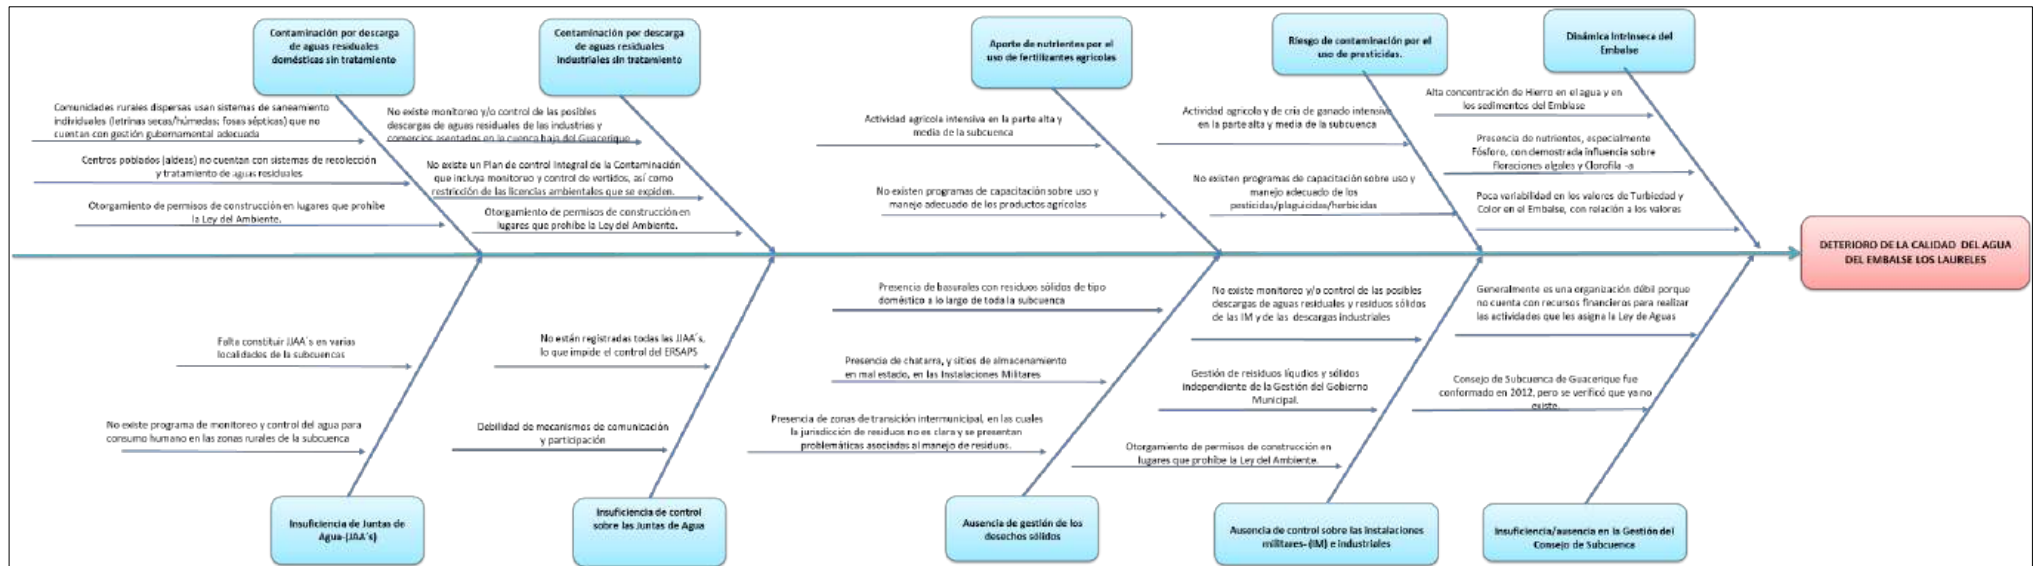 Contaminación por descarga
de aguas residuales
domésticas sin tratamiento
Comunidades rurales dispersas usan sistemas de saneamiento
individuales (letrinas secas/húmedas; fosas sépticas) que no
cuentan con gestión gubernamental adecuada
Centros poblados (aldeas) no cuentan con sistemas de recolección
y tratamiento de aguas residuales
Otorgamiento de permisos de construcción en lugares que prohíbe
la Ley del Ambiente.
Contaminación por descarga
de aguas residuales
industriales sin tratamiento
No existe monitoreo y/o control de las posibles
descargas de aguas residuales de las industrias y
comercios asentados en la cuenca baja del Guacerique
No existe un Plan de control Integral de la Contaminación
que incluya monitoreo y control de vertidos, así como
restricción de las licencias ambientales que se expiden.
Otorgamiento de permisos de construcción en
lugares que prohíbe la Ley del Ambiente.
Aporte de nutrientes por el
uso de fertilizantes agrícolas
Actividad agrícola intensiva en la parte alta y
media de la subcuenca
No existen programas de capacitación sobre uso y
manejo adecuado de los productos agrícolas
Riesgo de contaminación por el
uso de presticidas.
Actividad agrícola y de cria de ganado intensiva
en la parte alta y media de la subcuenca
No existen programas de capacitación sobre uso y
manejo adecuado de los
pesticidas/plaguicidas/herbicidas
Dinámica Intrínseca del
Embalse
Alta concentración de Hierro en el agua y en
los sedimentos del Emblase
Presencia de nutrientes, especialmente
Fósforo, con demostrada influencia sobre
floraciones algales y Clorofila -a
Poca variabilidad en los valores de Turbiedad y
Color en el Embalse, con relación a los valores
DETERIORO DE LA CALIDAD DEL AGUA
DEL EMBALSE LOS LAURELES
Falta constituir JJAA´s en varias
localidades de la subcuencas
No existe programa de monitoreo y control del agua para
consumo humano en las zonas rurales de la subcuenca
Insuficiencia de Juntas de
Agua-(JAA´s)
No están registradas todas las JJAA´s,
lo que impide el control del ERSAPS
Debilidad de mecanismos de comunicación
y participación
Insuficiencia de control
sobre las Juntas de Agua
Presencia de basurales con residuos sólidos de tipo
doméstico a lo largo de toda la subcuenca
Presencia de chatarra, y sitios de almacenamiento
en mal estado, en las Instalaciones Militares
Presencia de zonas de transición intermunicipal, en las cuales
la jurisdicción de residuos no es clara y se presentan
problemáticas asociados al manejo de residuos.
Ausencia de gestión de los
desechos sólidos
No existe monitoreo y/o control de las posibles
descargas de aguas residuales y residuos sólidos
de las IM y de las descargas industriales
Gestión de reisiduos líqudios y sólidos
independiente de la Gestión del Gobierno
Municipal.
Otorgamiento de permisos de construcción en
lugares que prohíbe la Ley del Ambiente.
Ausencia de control sobre las Instalaciones
militares- (IM) e industriales
Generalmente es una organización débil porque
no cuenta con recursos financieros para realizar
las actividades que les asigna la Ley de Aguas
Consejo de Subcuenca de Guacerique fue
conformado en 2012, pero se verificó que ya no
existe.
Insuficiencia/ausencia en la Gestión del
Consejo de Subcuenca